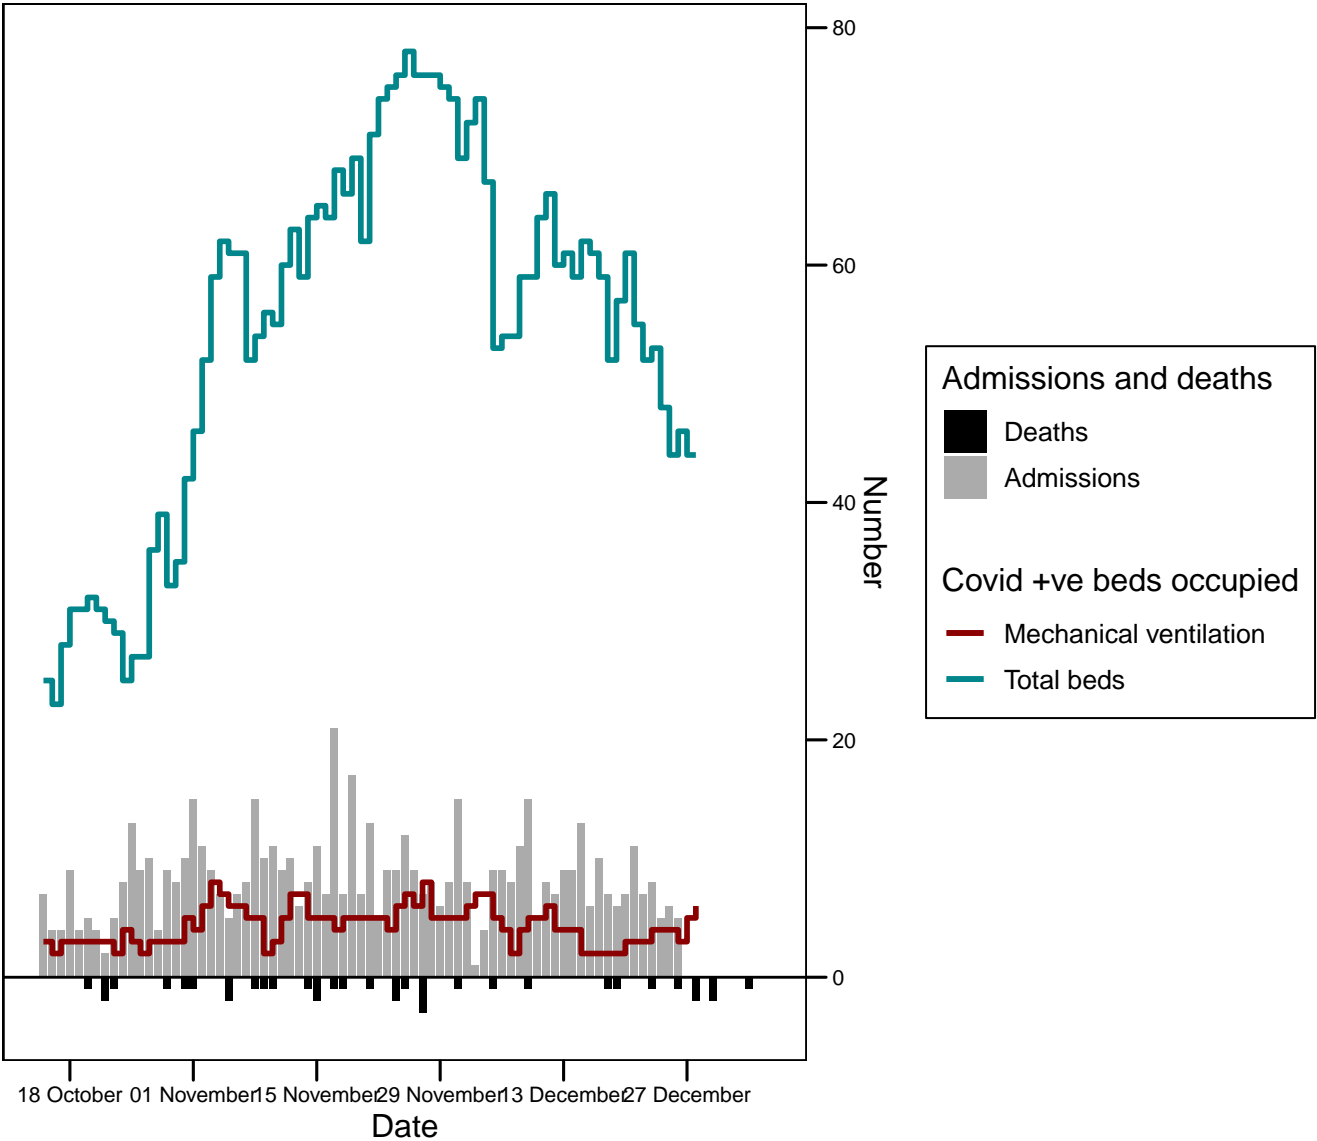 80
60
40
20
0
Number
18 October 01 November 15 November 29 November 13 December 27 December
Date
Admissions and deaths
Deaths
Admissions
Covid +ve beds occupied
Mechanical ventilation
Total beds